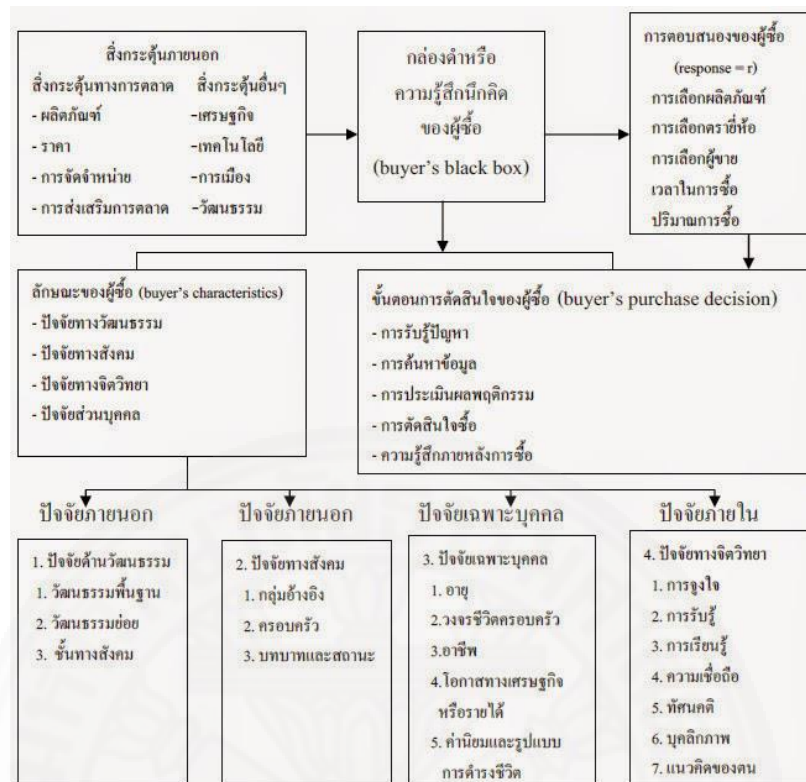 สิ่งกระตุ้นภายนอก
สิ่งกระตุ้นทางการตลาด สิ่งกระตุ้นอื่นๆ
- ผลิตภัณฑ์ -เศรษฐกิจ
- ราคา -เทคโนโลยี
- การจัดจำหน่าย -การเมือง
- การส่งเสริมการตลาด -วัฒนธรรม
กล่องดำหรือ
ความรู้สึกนึกคิด
ของผู้ซื้อ
(buyer's black box)
การตอบสนองของผู้ซื้อ
(response = r)
การเลือกผลิตภัณฑ์
การเลือกตรายี่ห้อ
การเลือกผู้ขาย
เวลาในการซื้อ
ปริมาณการซื้อ
ลักษณะของผู้ซื้อ (buyer's characteristics)
- ปัจจัยทางวัฒนธรรม
- ปัจจัยทางสังคม
- ปัจจัยทางจิตวิทยา
- ปัจจัยส่วนบุคคล
ขั้นตอนการตัดสินใจของผู้ซื้อ (buyer's purchase decision)
- การรับรู้ปัญหา
- การค้นหาข้อมูล
- การประเมินผลพฤติกรรม
- การตัดสินใจซื้อ
- ความรู้สึกภายหลังการซื้อ
ปัจจัยภายนอก
1. ปัจจัยด้านวัฒนธรรม
1. วัฒนธรรมพื้นฐาน
2. วัฒนธรรมย่อย
3. ชั้นทางสังคม
ปัจจัยภายนอก
2. ปัจจัยทางสังคม
1. กลุ่มอ้างอิง
2. ครอบครัว
3. บทบาทและสถานะ
ปัจจัยเฉพาะบุคคล
3. ปัจจัยเฉพาะบุคคล
1. อายุ
2.วงจรชีวิตครอบครัว
3.อาชีพ
4.โอกาสทางเศรษฐกิจ
หรือรายได้
5. ค่านิยมและรูปแบบ
การดำรงชีวิต
ปัจจัยภายใน
4. ปัจจัยทางจิตวิทยา
1. การจูงใจ
2. การรับรู้
3. การเรียนรู้
4. ความเชื่อถือ
5. ทัศนคติ
6. บุคลิกภาพ
7. แนวคิดของตน